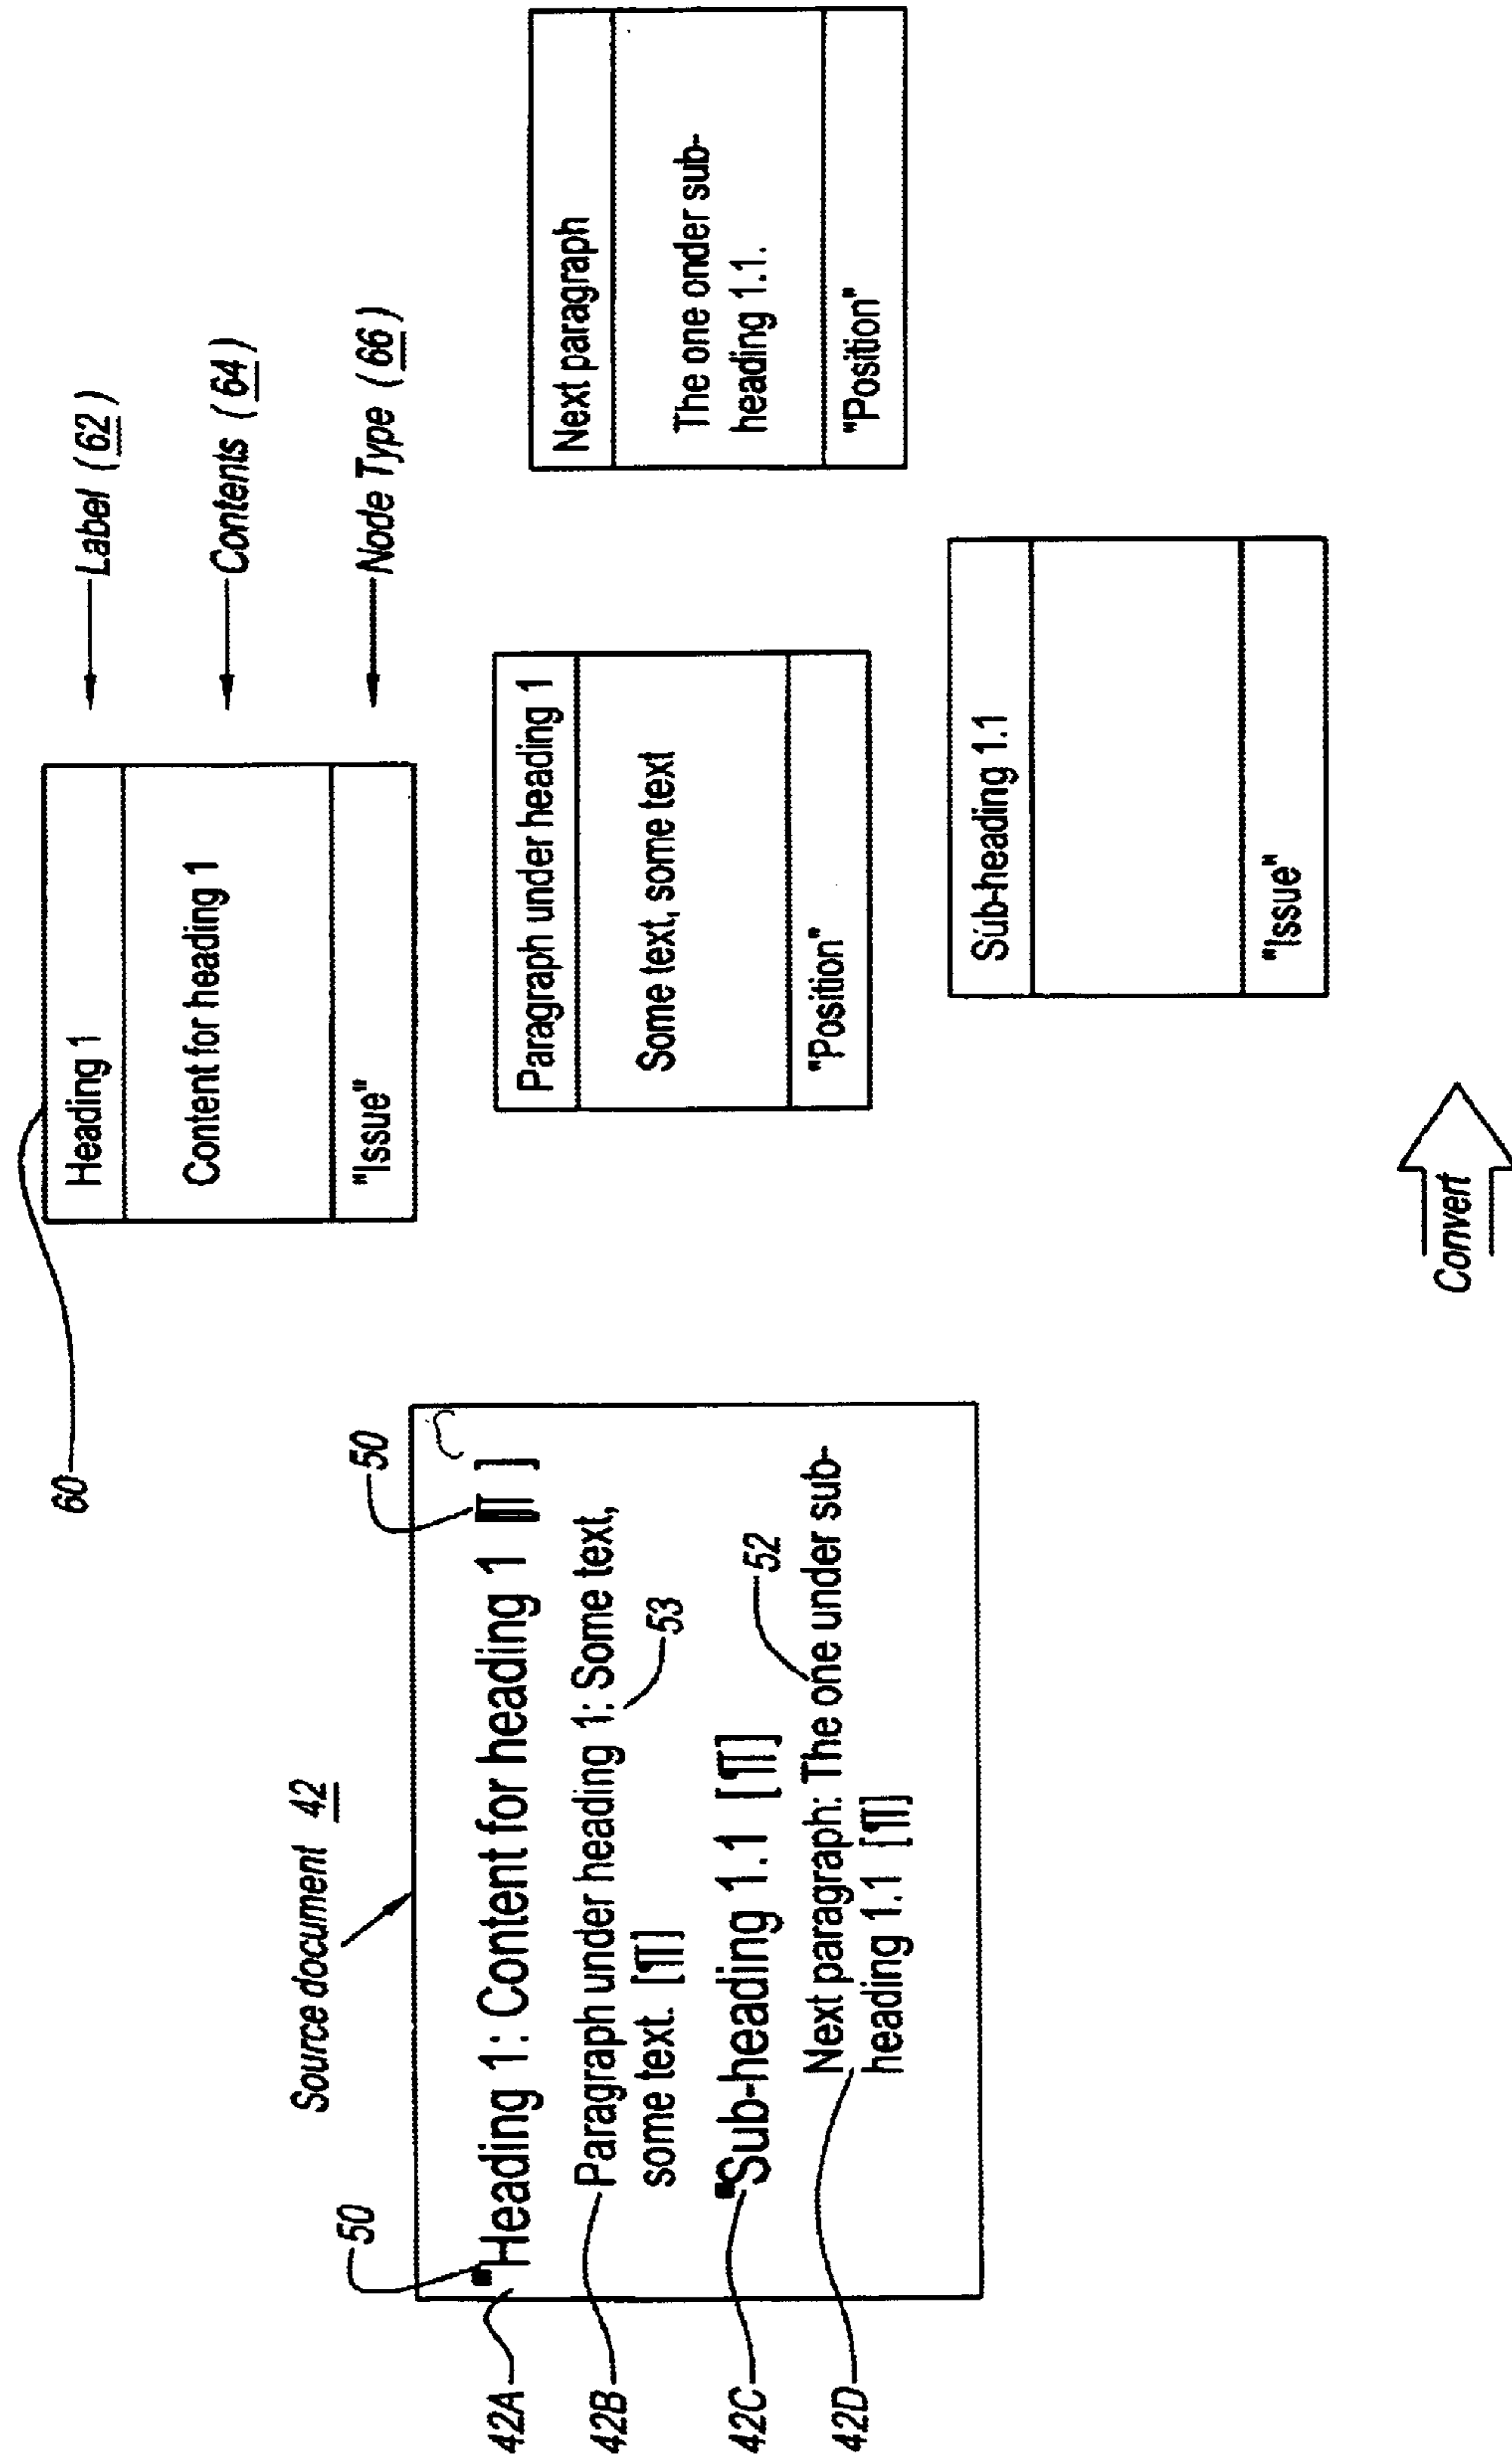 Source document 42
50
50
42A
Heading 1: Content for heading 1 [¶]
42B
Paragraph under heading 1: Some text,
some text. [¶]
53
42C
Sub-heading 1.1 [¶]
52
42D
Next paragraph: The one under sub-
heading 1.1 [¶]
Convert
60
Heading 1
Content for heading 1
"Issue"
Label (62)
Contents (64)
Node Type (66)
Paragraph under heading 1
Some text, some text
"Position"
Sub-heading 1.1
"Issue"
Next paragraph
The one onder sub-
heading 1.1.
"Position"